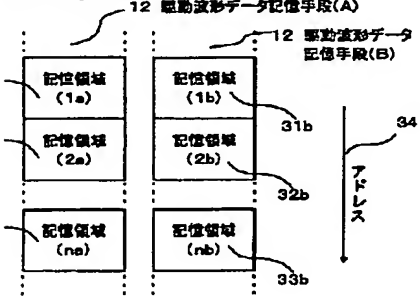 12 駆動波形データ記憶手段(A)
12 駆動波形データ
記憶手段(B)
記憶領域
(1a)
記憶領域
(1b)
31b
34
記憶領域
(2a)
記憶領域
(2b)
32b
アドレス
記憶領域
(na)
記憶領域
(nb)
33b